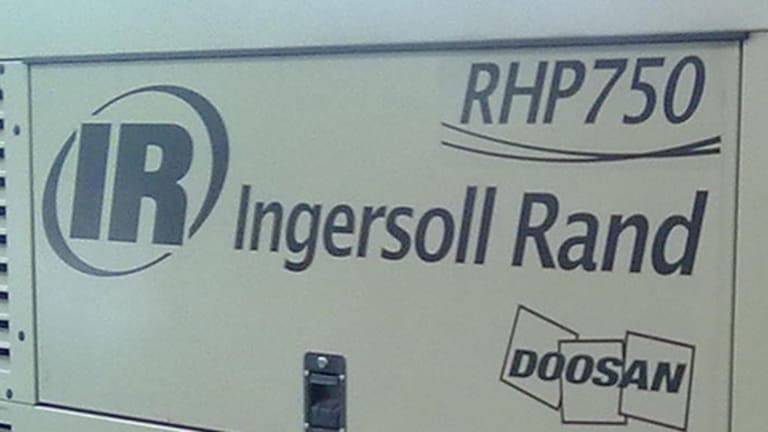 RHP750
IR Ingersoll Rand
DOOSAN